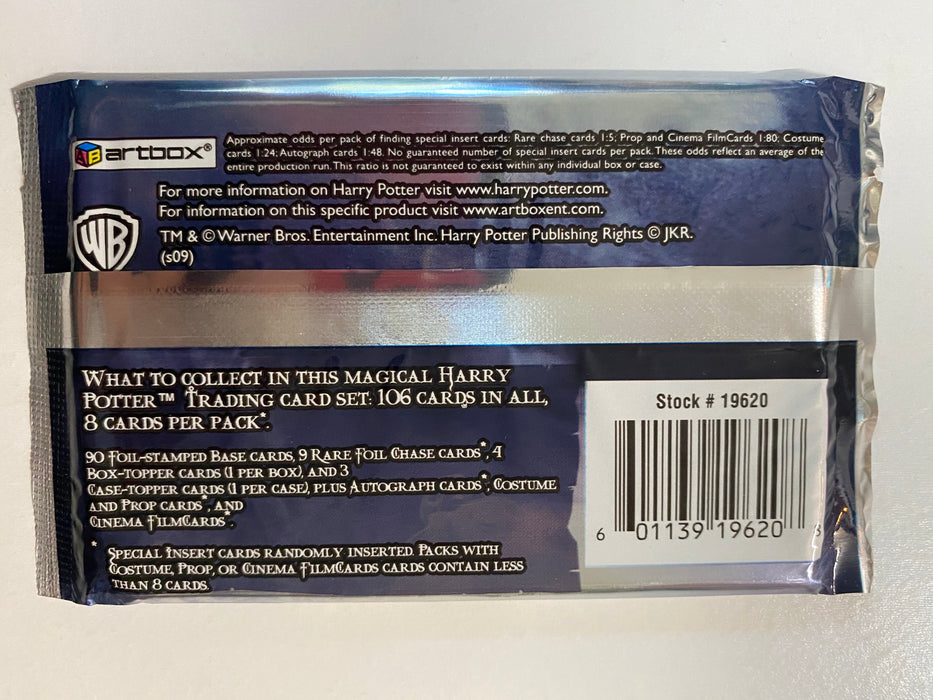 AB artbox®
Approximate odds per pack of finding special insert cards: Rare chase cards 1:5; Prop and Cinema FilmCards 1:80; Costume
cards 1:24; Autograph cards 1:48. No guaranteed number of special insert cards per pack. These odds reflect an average of the
entire production run. This ratio is not guaranteed to exist within any individual box or case.
For more information on Harry Potter visit www.harrypotter.com.
For information on this specific product visit www.artboxent.com.
WB
TM & © Warner Bros. Entertainment Inc. Harry Potter Publishing Rights © JKR.
(s09)
What to collect in this magical Harry
Potter™ Trading card set: 106 cards in all,
8 cards per pack*.
90 Foil-stamped Base cards, 9 Rare Foil Chase cards*, 4
Box-topper cards (1 per box), and 3
Case-topper cards (1 per case), plus Autograph cards*, Costume
and Prop cards*, and
Cinema FilmCards*.
* Special Insert cards randomly inserted. Packs with
Costume, Prop, or Cinema FilmCards cards contain less
than 8 cards.
Stock # 19620
6 01139 19620 8